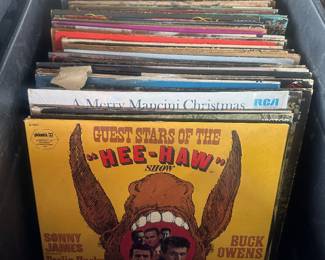 A Merry Mancini Christmas RCA
GUEST STARS OF THE
"HEE-HAW"
SHOW
SONNY
JAMES
BUCK
OWENS